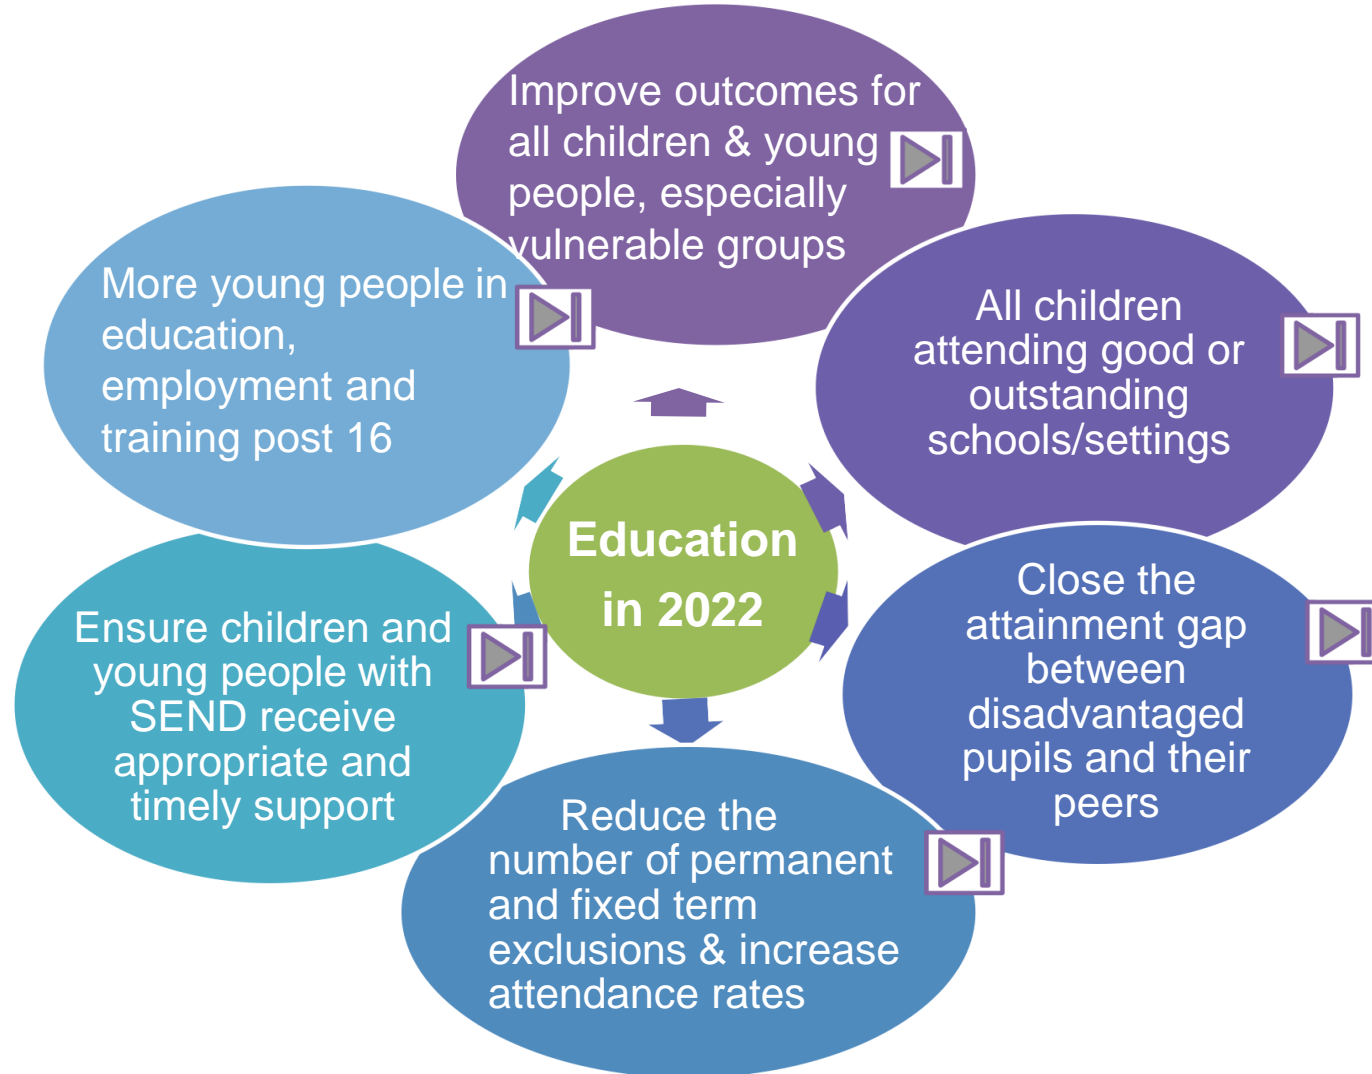 Improve outcomes for
all children & young
people, especially
vulnerable groups
All children
attending good or
outstanding
schools/settings
Close the
attainment gap
between
disadvantaged
pupils and their
peers
Reduce the
number of permanent
and fixed term
exclusions & increase
attendance rates
Ensure children and
young people with
SEND receive
appropriate and
timely support
More young people in
education,
employment and
training post 16
Education
in 2022